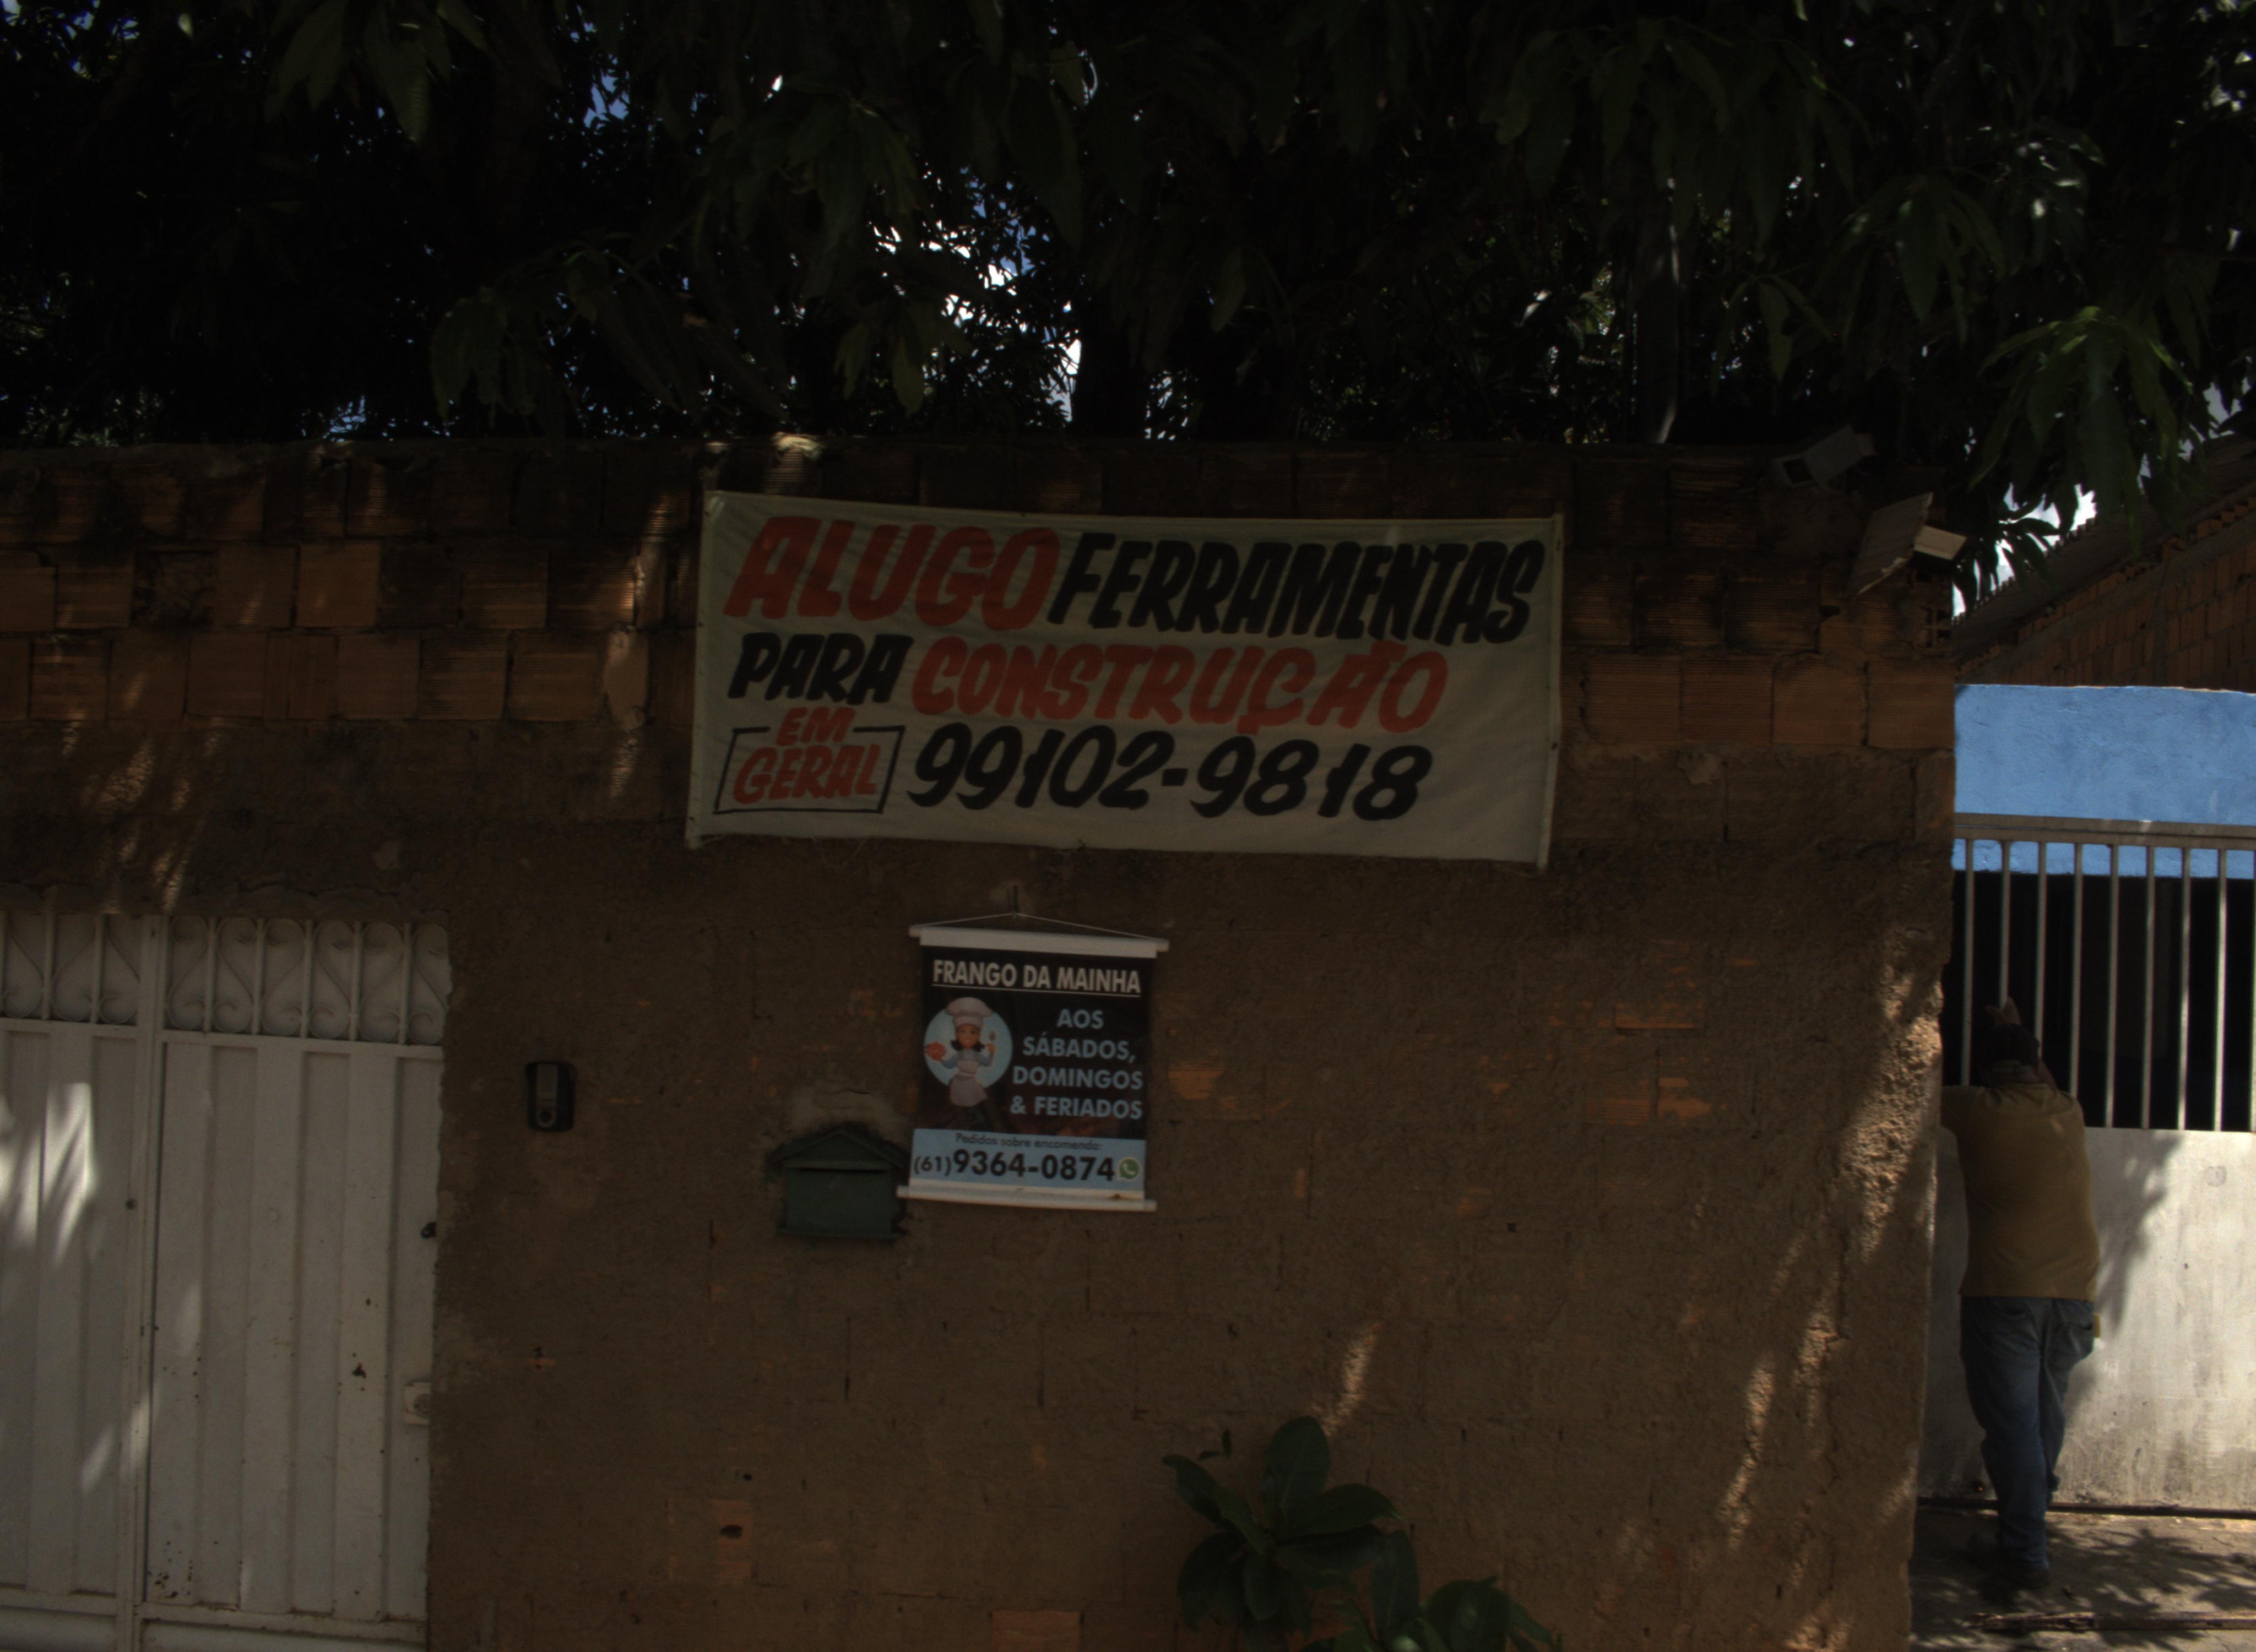 ALUGO FERRAMENTAS
PARA CONSTRUÇÃO
EM
GERAL
99102-9818
FRANGO DA MAINHA
AOS
SÁBADOS,
DOMINGOS
& FERIADOS
Pedidos sobre encomenda:
(61)9364-0874